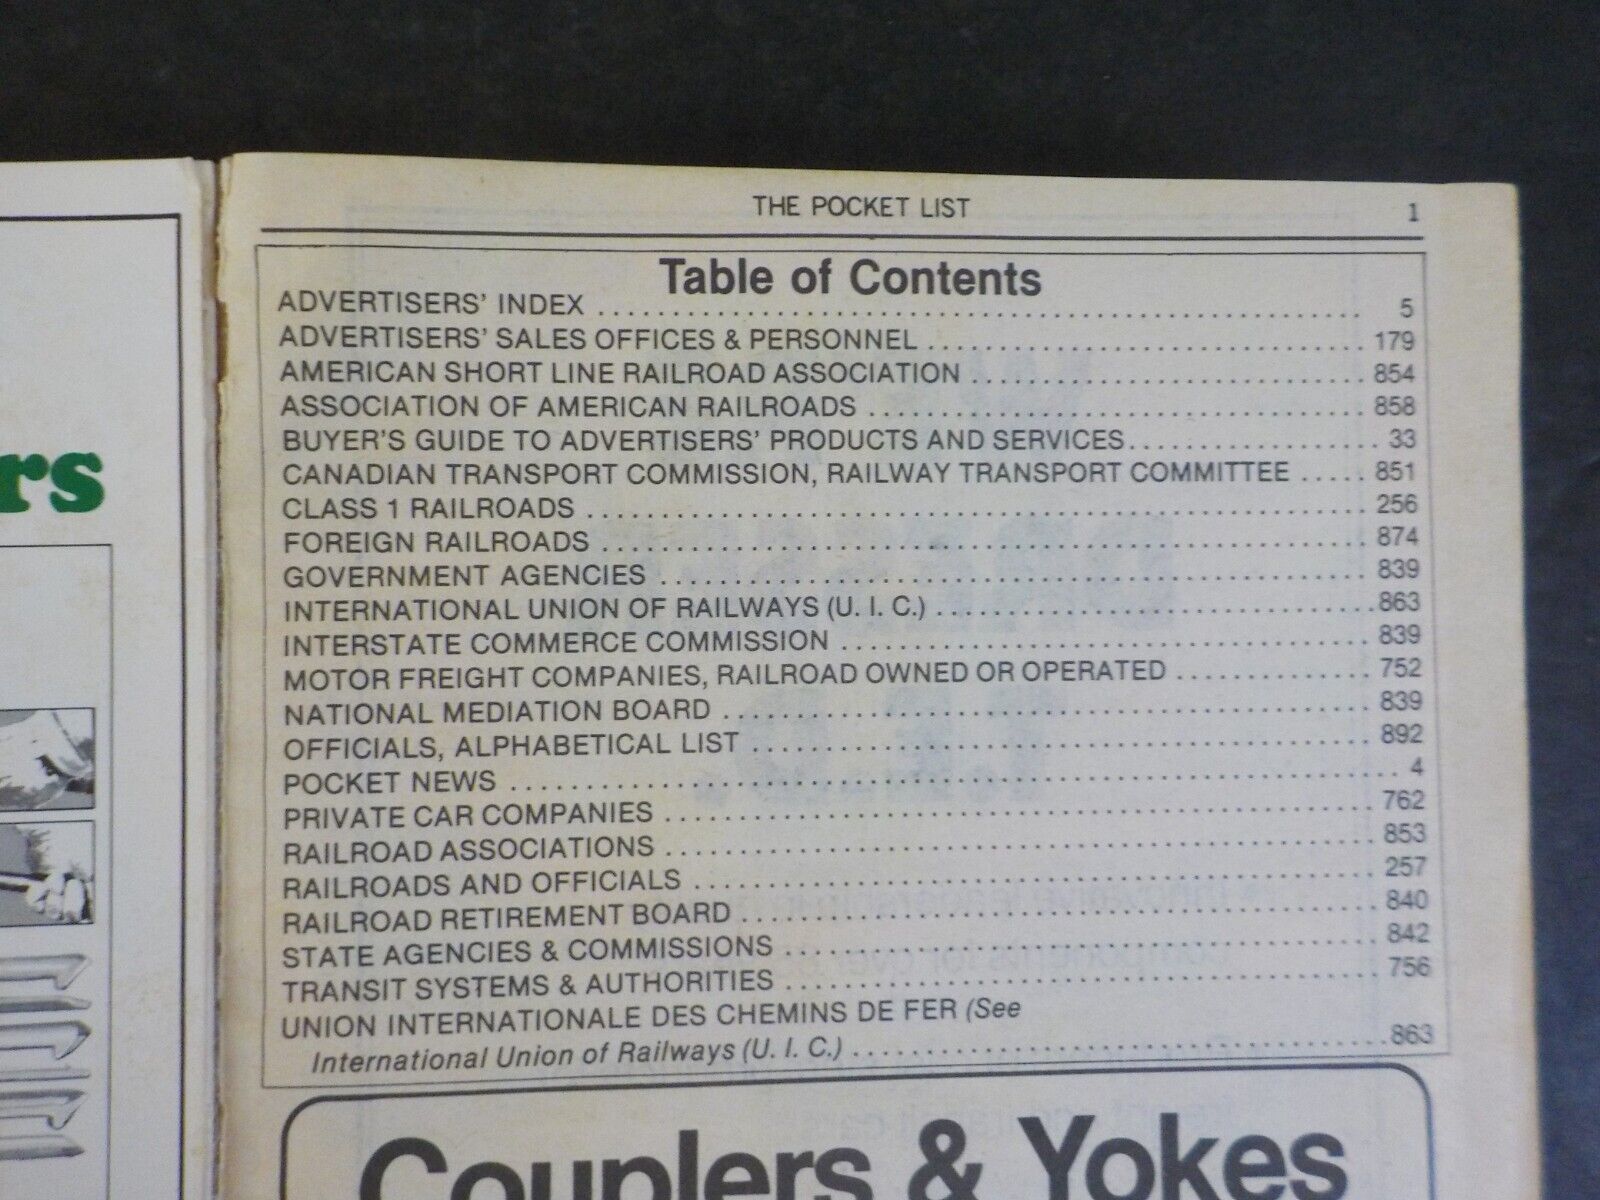 THE POCKET LIST 1
Table of Contents
ADVERTISERS' INDEX 5
ADVERTISERS' SALES OFFICES & PERSONNEL 179
AMERICAN SHORT LINE RAILROAD ASSOCIATION 854
ASSOCIATION OF AMERICAN RAILROADS 858
BUYER'S GUIDE TO ADVERTISERS' PRODUCTS AND SERVICES 33
CANADIAN TRANSPORT COMMISSION, RAILWAY TRANSPORT COMMITTEE 851
CLASS 1 RAILROADS 256
FOREIGN RAILROADS 874
GOVERNMENT AGENCIES 839
INTERNATIONAL UNION OF RAILWAYS (U. I. C.) 863
INTERSTATE COMMERCE COMMISSION 839
MOTOR FREIGHT COMPANIES, RAILROAD OWNED OR OPERATED 752
NATIONAL MEDIATION BOARD 839
OFFICIALS, ALPHABETICAL LIST 892
POCKET NEWS 4
PRIVATE CAR COMPANIES 762
RAILROAD ASSOCIATIONS 853
RAILROADS AND OFFICIALS 257
RAILROAD RETIREMENT BOARD 840
STATE AGENCIES & COMMISSIONS 842
TRANSIT SYSTEMS & AUTHORITIES 756
UNION INTERNATIONALE DES CHEMINS DE FER (See
International Union of Railways (U. I. C.) 863
Couplers & Yokes
rs